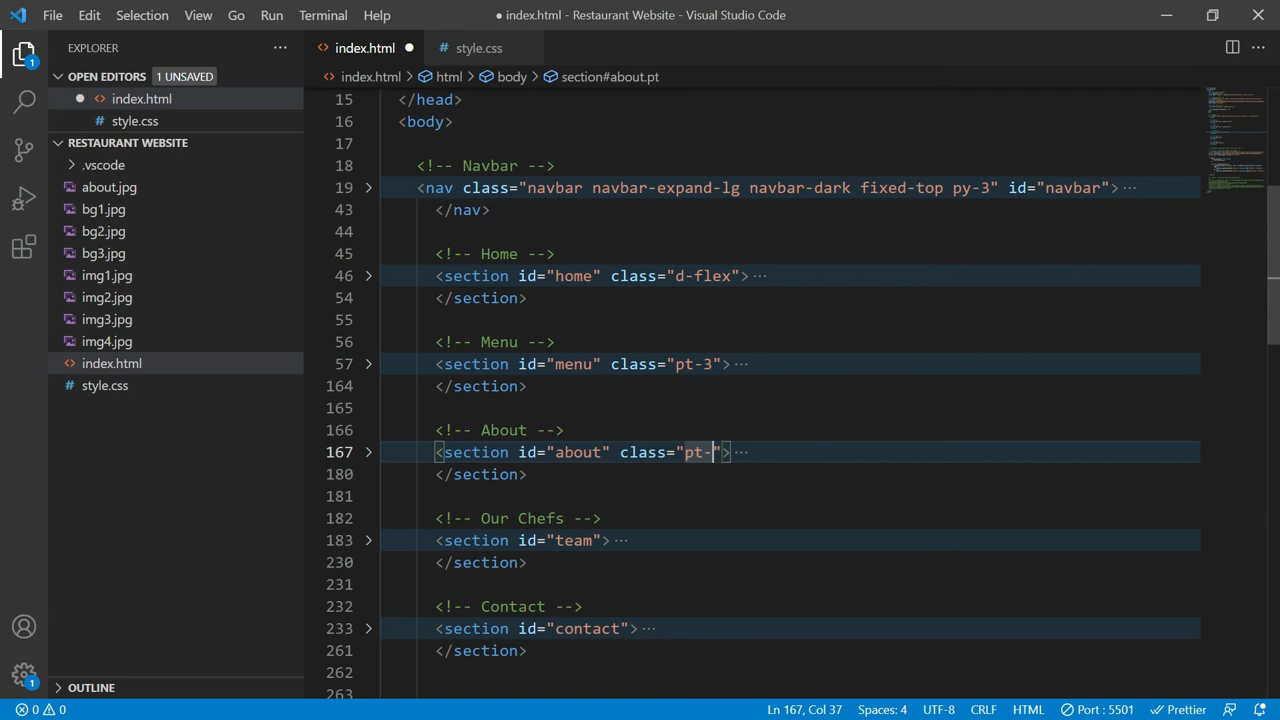 File Edit Selection View Go Run Terminal Help ● index.html - Restaurant Website - Visual Studio Code
EXPLORER ···
index.html ● # style.css
OPEN EDITORS 1 UNSAVED
index.html > html > body > section#about.pt
● <> index.html
# style.css
RESTAURANT WEBSITE
> .vscode
about.jpg
bg1.jpg
bg2.jpg
bg3.jpg
img1.jpg
img2.jpg
img3.jpg
img4.jpg
<> index.html
# style.css
OUTLINE
1
1
15 </head>
16 <body>
17
18 <!-- Navbar -->
19 <nav class="navbar navbar-expand-lg navbar-dark fixed-top py-3" id="navbar">···
43 </nav>
44
45 <!-- Home -->
46 <section id="home" class="d-flex">···
54 </section>
55
56 <!-- Menu -->
57 <section id="menu" class="pt-3">···
164 </section>
165
166 <!-- About -->
167 <section id="about" class="pt-">···
180 </section>
181
182 <!-- Our Chefs -->
183 <section id="team">···
230 </section>
231
232 <!-- Contact -->
233 <section id="contact">···
261 </section>
262
263
0 0 Ln 167, Col 37 Spaces: 4 UTF-8 CRLF HTML Port : 5501 Prettier